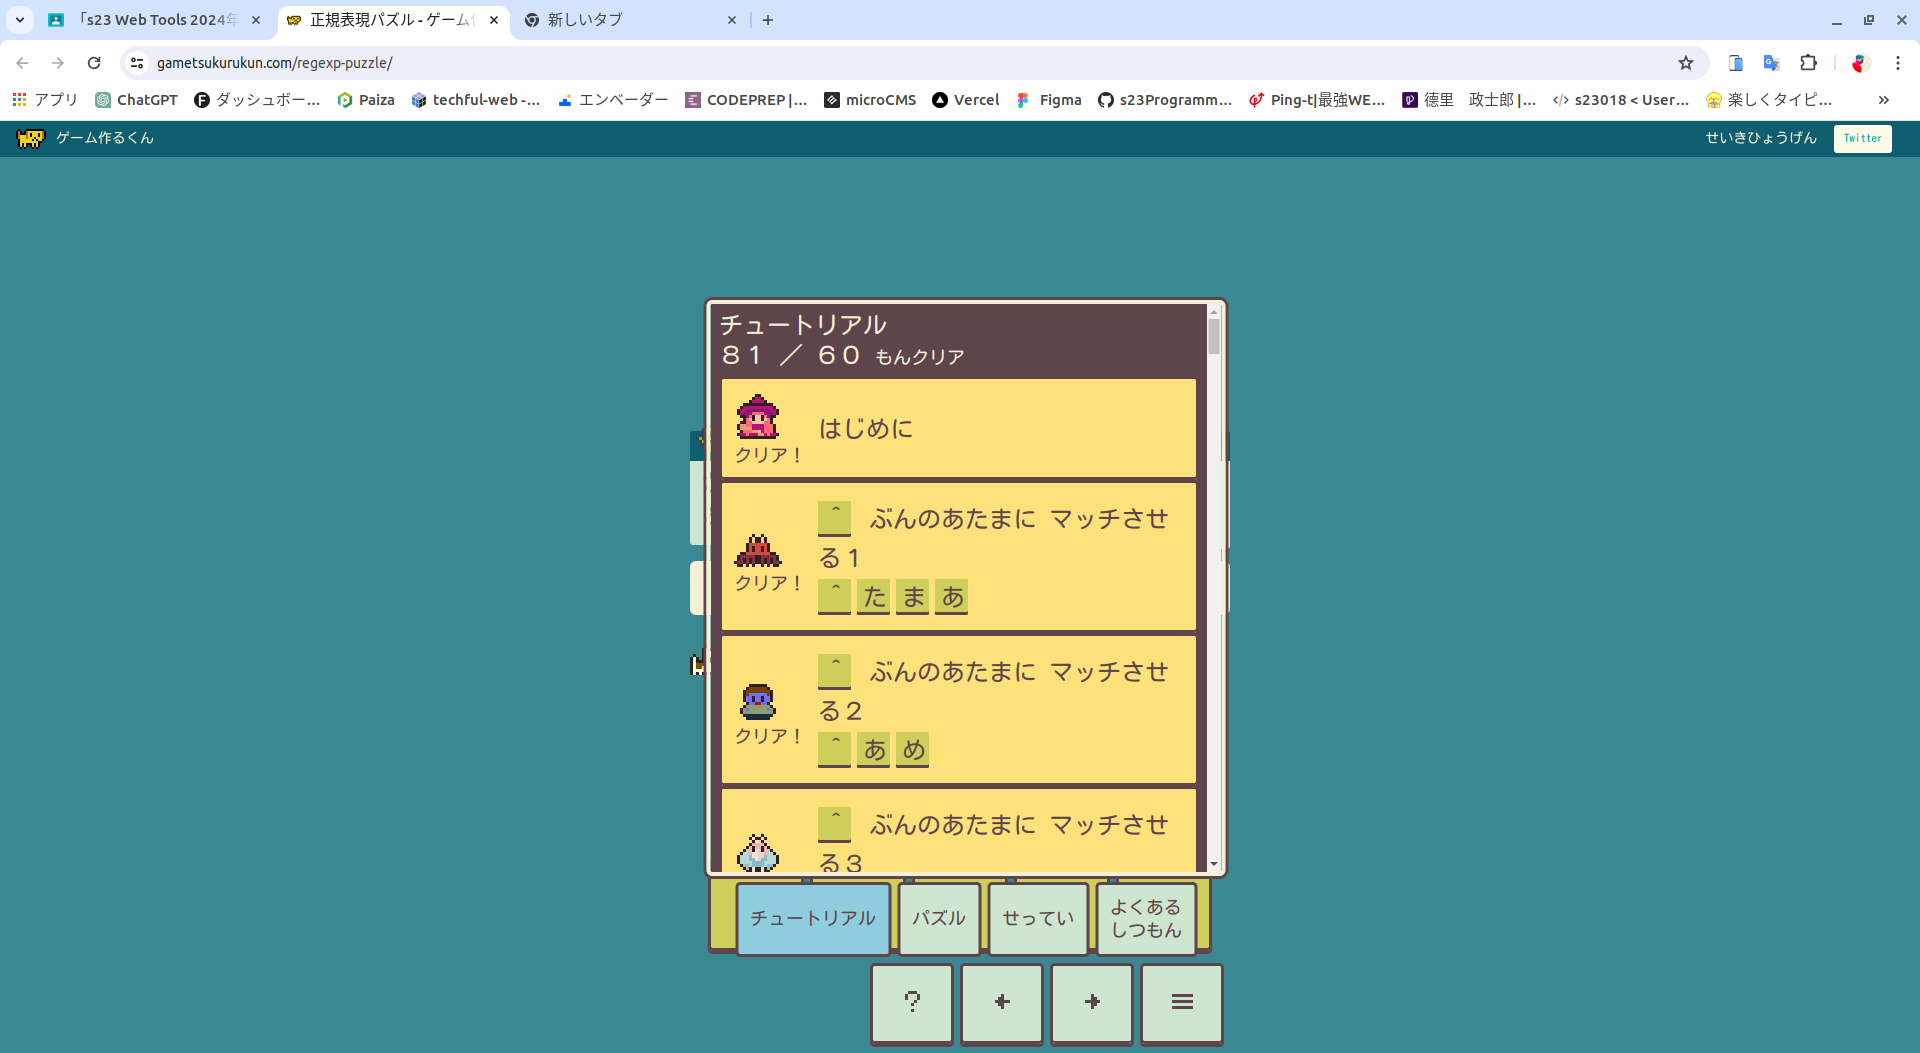 「s23 Web Tools 2024年
正規表現パズル - ゲーム
新しいタブ
gametsukurukun.com/regexp-puzzle/
アプリ ChatGPT ダッシュボー... Paiza techful-web -... エンベーダー CODEPREP |... microCMS Vercel Figma s23Programm... Ping-t|最強WE... 德里 政士郎 |... s23018 < User... 楽しくタイピ...
ゲーム作るくん
せいきひょうげん
Twitter
チュートリアル
８１ ／ ６０ もんクリア
はじめに
クリア！
^ ぶんのあたまに マッチさせ
る１
クリア！
^ た ま あ
^ ぶんのあたまに マッチさせ
る２
クリア！
^ あ め
^ ぶんのあたまに マッチさせ
る３
チュートリアル
パズル
せってい
よくある
しつもん
?